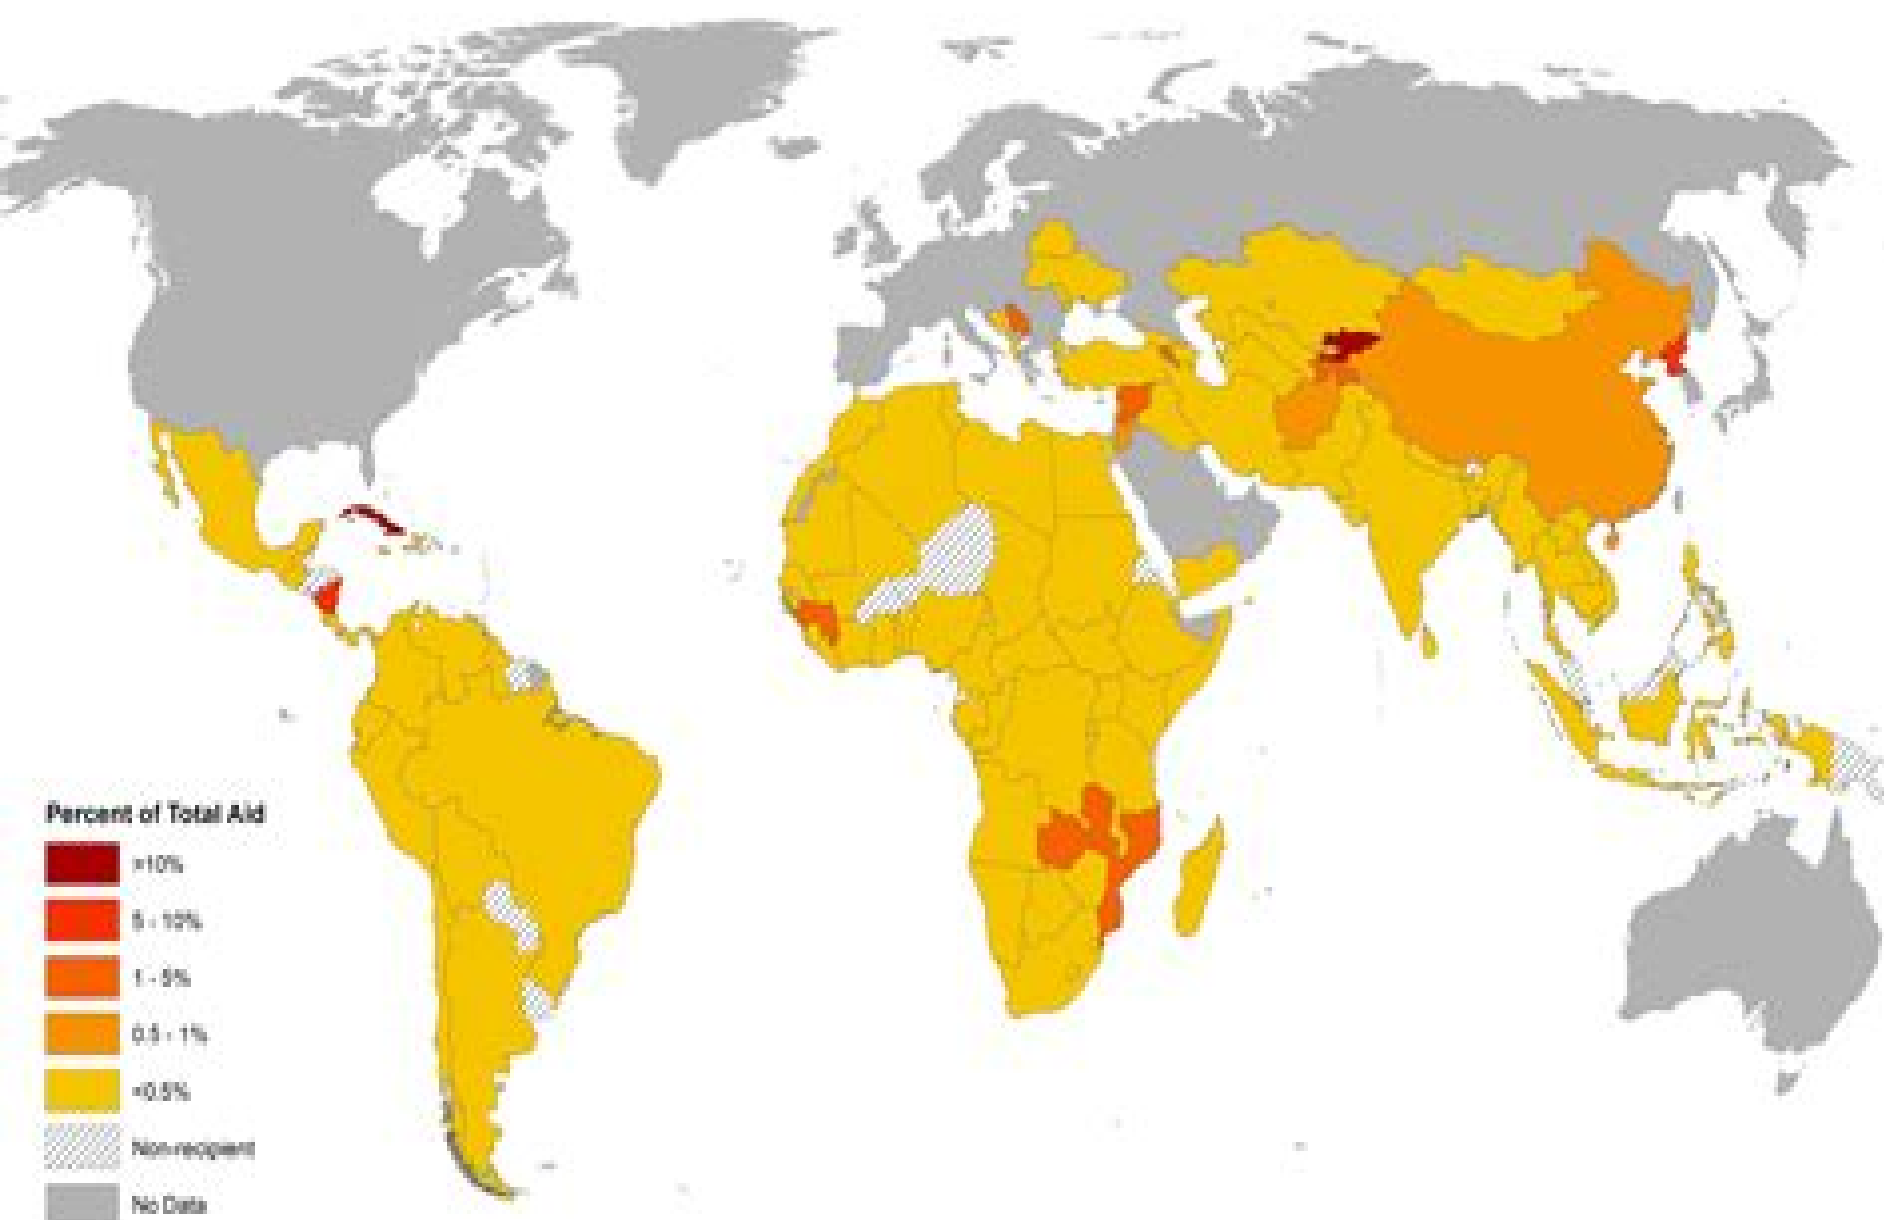 Percent of Total Aid
>10%
5 - 10%
1 - 5%
0.5 - 1%
<0.5%
Non-recipient
No Data